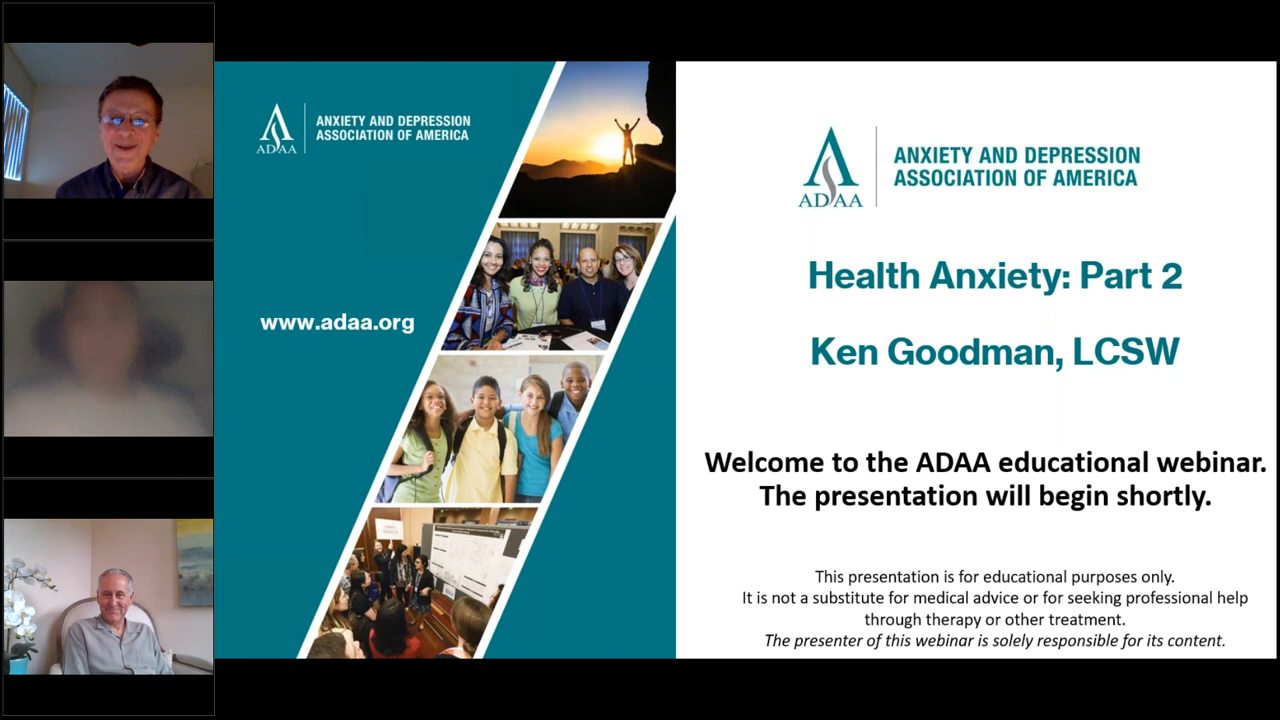 ADAA
ANXIETY AND DEPRESSION
ASSOCIATION OF AMERICA
www.adaa.org
ADAA
ANXIETY AND DEPRESSION
ASSOCIATION OF AMERICA
Health Anxiety: Part 2
Ken Goodman, LCSW
Welcome to the ADAA educational webinar.
The presentation will begin shortly.
This presentation is for educational purposes only.
It is not a substitute for medical advice or for seeking professional help
through therapy or other treatment.
The presenter of this webinar is solely responsible for its content.